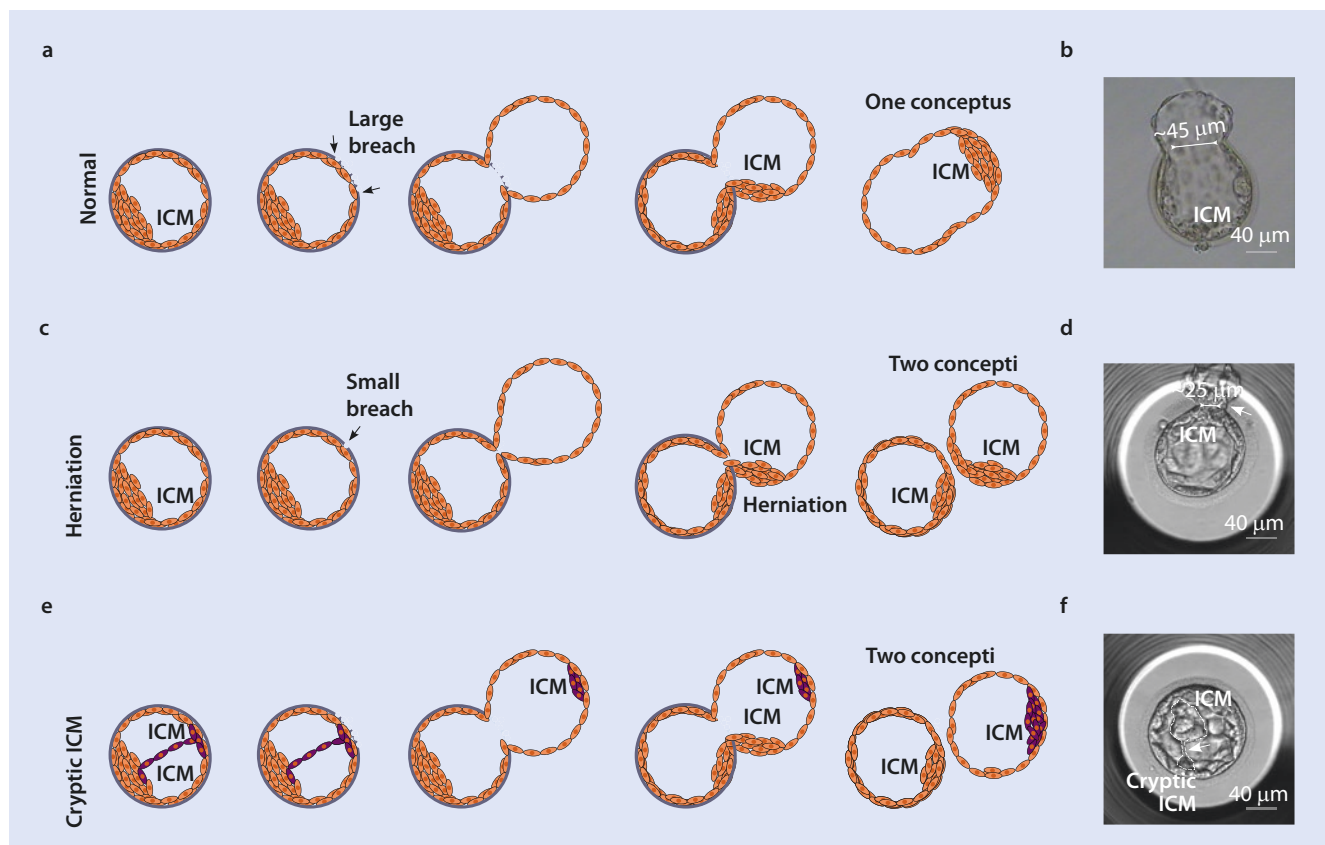 a
Normal
ICM
Large
breach
ICM
One conceptus
ICM
b
~45 µm
ICM
40 µm
c
Herniation
ICM
Small
breach
ICM
Herniation
Two concepti
ICM
ICM
d
~25 µm
ICM
40 µm
e
Cryptic ICM
ICM
ICM
ICM
ICM
ICM
Two concepti
ICM
ICM
f
ICM
Cryptic
ICM
40 µm